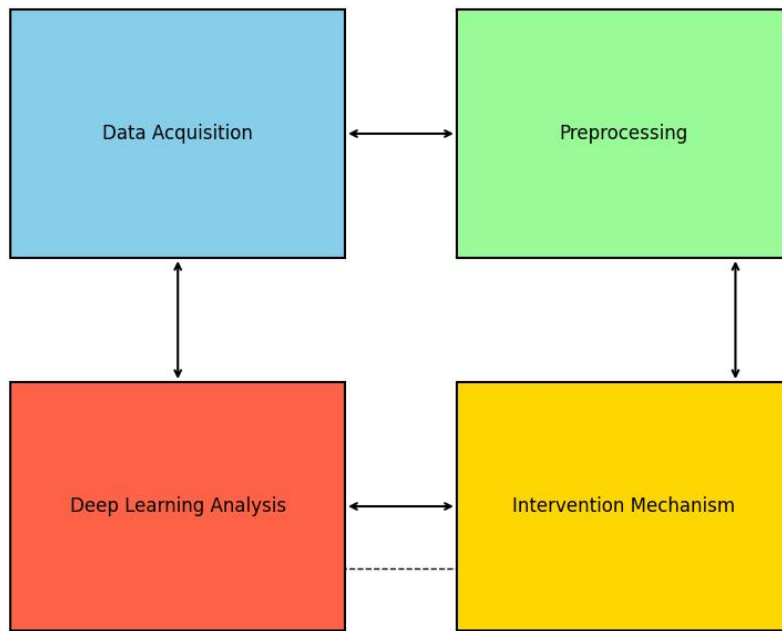 Data Acquisition
Preprocessing
Deep Learning Analysis
Intervention Mechanism